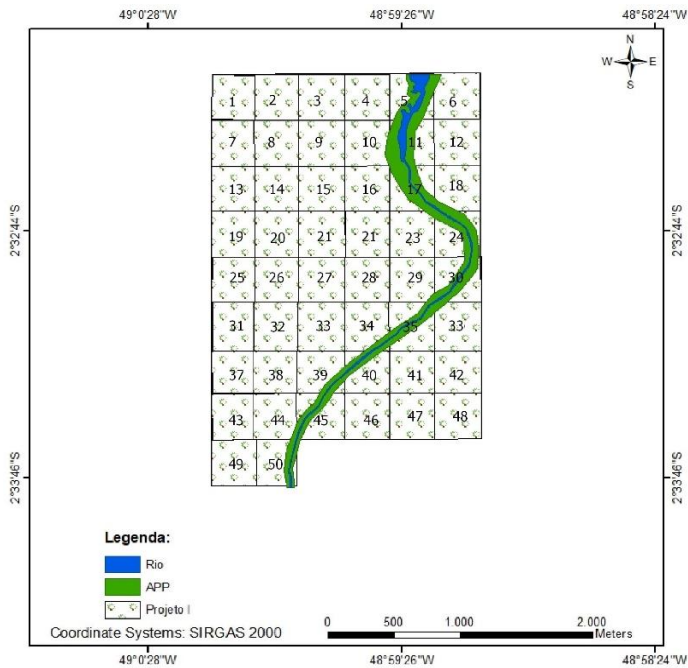 49°0'28"W 48°59'26"W 48°58'24"W
N
W E
S
1 2 3 4 5 6
7 8 9 10 11 12
13 14 15 16 17 18
2°32'44"S 2°32'44"S
19 20 21 21 23 24
25 26 27 28 29 30
31 32 33 34 35 33
37 38 39 40 41 42
43 44 45 46 47 48
49 50
2°33'46"S 2°33'46"S
Legenda:
Rio
APP
Projeto I
0 500 1.000 2.000
Meters
Coordinate Systems: SIRGAS 2000
49°0'28"W 48°59'26"W 48°58'24"W